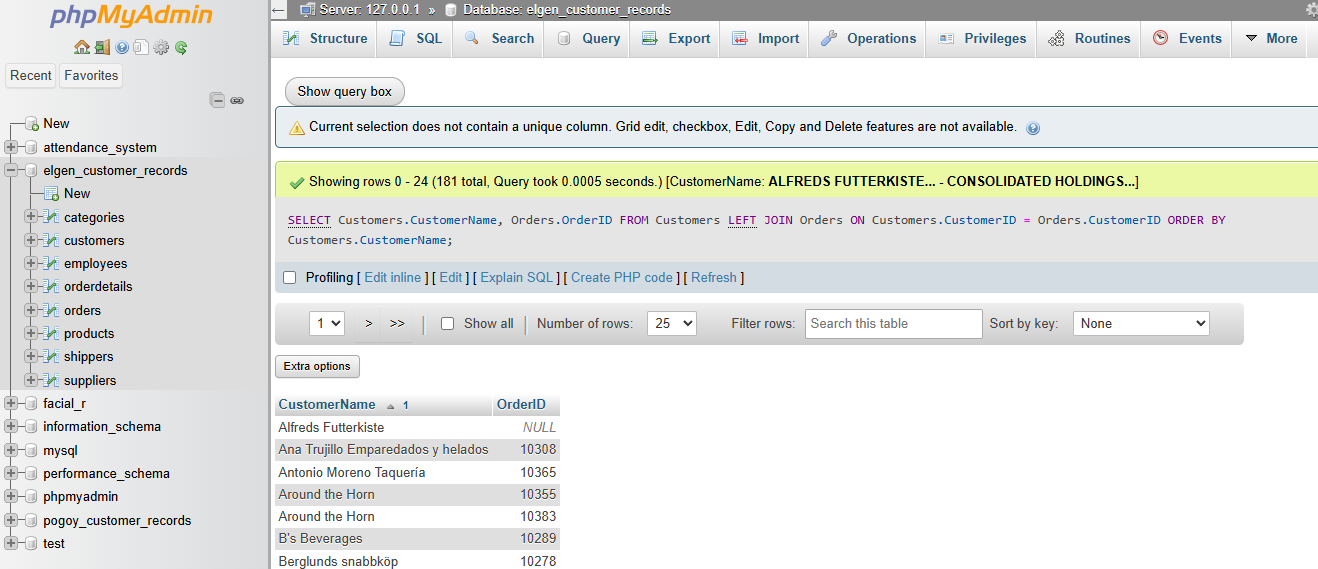 phpMyAdmin
Recent Favorites
New
attendance_system
elgen_customer_records
New
categories
customers
employees
orderdetails
orders
products
shippers
suppliers
facial_r
information_schema
mysql
performance_schema
phpmyadmin
pogoy_customer_records
test
← Server: 127.0.0.1 » Database: elgen_customer_records
Structure SQL Search Query Export Import Operations Privileges Routines Events More
Show query box
Current selection does not contain a unique column. Grid edit, checkbox, Edit, Copy and Delete features are not available.
Showing rows 0 - 24 (181 total, Query took 0.0005 seconds.) [CustomerName: ALFREDS FUTTERKISTE... - CONSOLIDATED HOLDINGS...]
SELECT Customers.CustomerName, Orders.OrderID FROM Customers LEFT JOIN Orders ON Customers.CustomerID = Orders.CustomerID ORDER BY
Customers.CustomerName;
Profiling [ Edit inline ] [ Edit ] [ Explain SQL ] [ Create PHP code ] [ Refresh ]
1 > >> | Show all | Number of rows: 25 Filter rows: Search this table Sort by key: None
Extra options
CustomerName 1 OrderID
Alfreds Futterkiste NULL
Ana Trujillo Emparedados y helados 10308
Antonio Moreno Taquería 10365
Around the Horn 10355
Around the Horn 10383
B's Beverages 10289
Berglunds snabbköp 10278